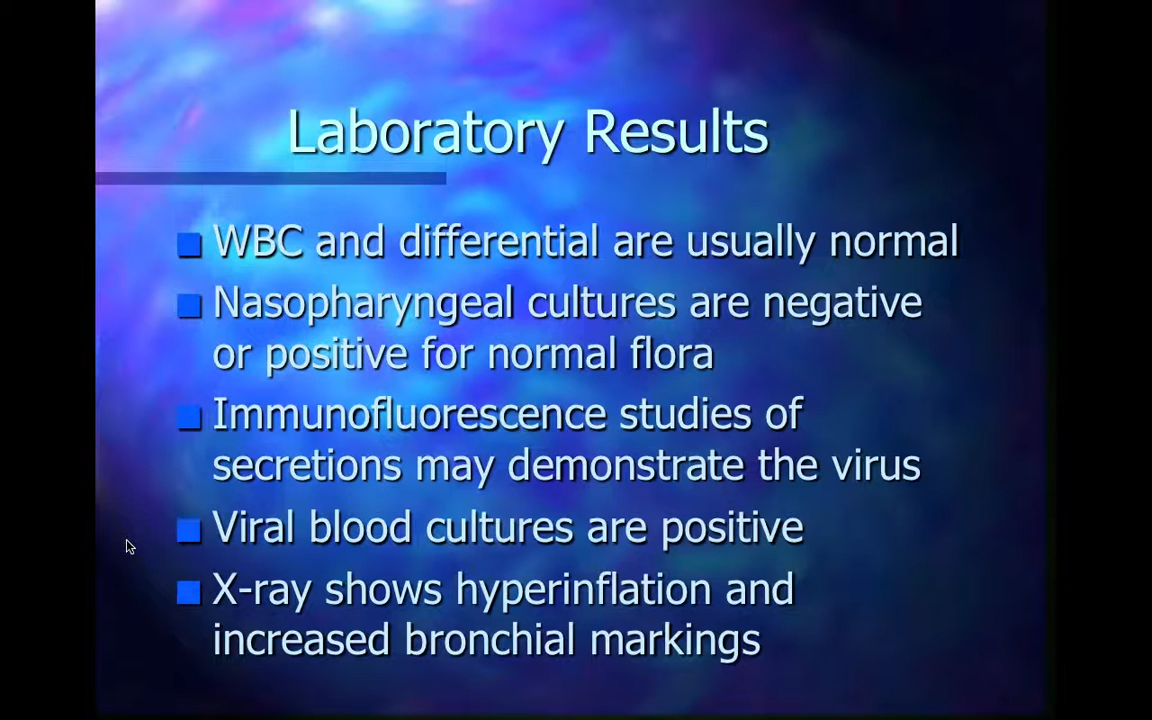 Laboratory Results
WBC and differential are usually normal
Nasopharyngeal cultures are negative
or positive for normal flora
Immunofluorescence studies of
secretions may demonstrate the virus
Viral blood cultures are positive
X-ray shows hyperinflation and
increased bronchial markings